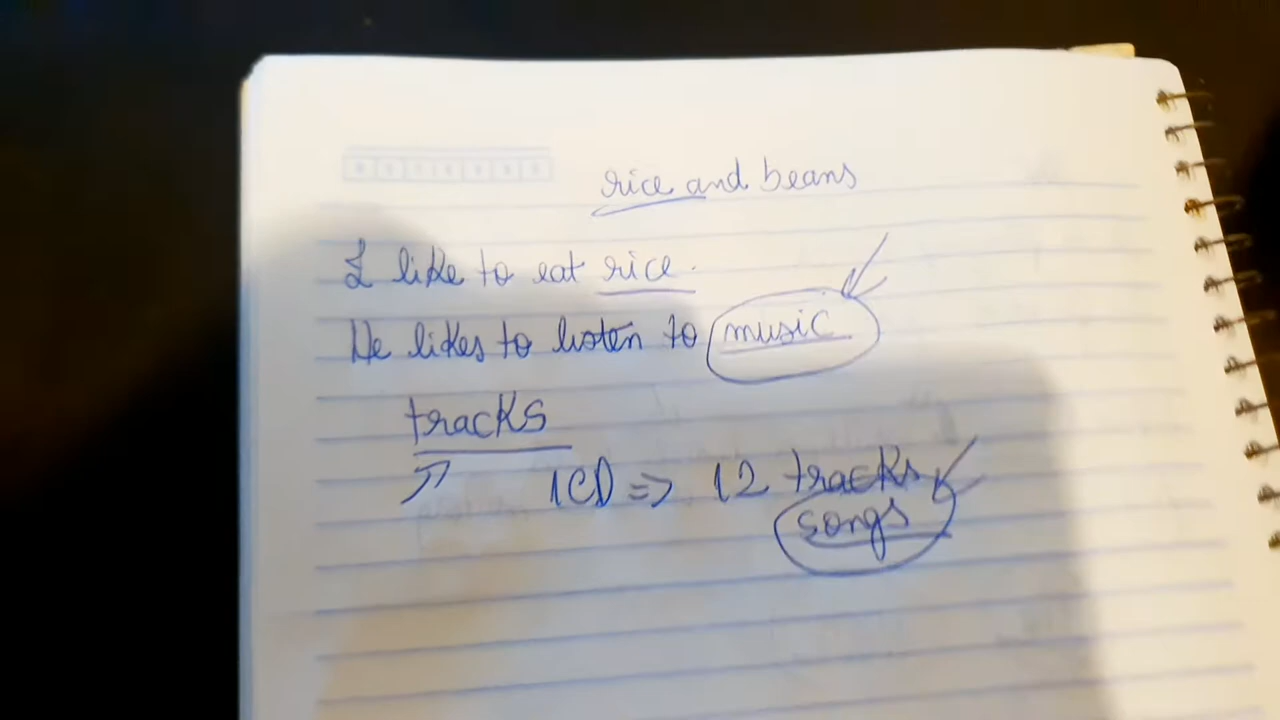 rice and beans
I like to eat rice.
He likes to listen to music
tracks
1CD => 12 tracks
songs